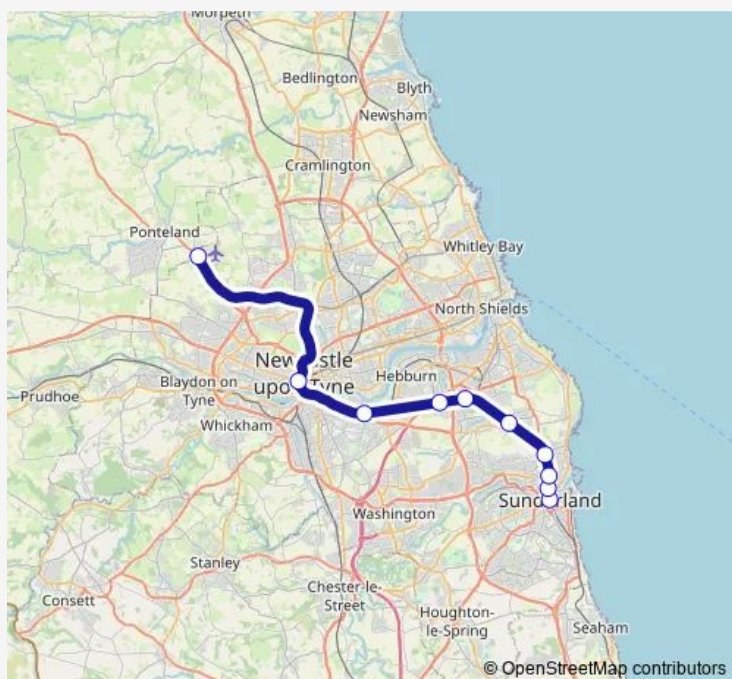 Morpeth
Bedlington
Blyth
Newsham
Cramlington
Ponteland
Whitley Bay
North Shields
Newcastle
upon Tyne
Hebburn
Blaydon on
Tyne
Prudhoe
Whickham
Sunderland
Washington
Stanley
Chester-le-
Street
Consett
Houghton-
le-Spring
Seaham
© OpenStreetMap contributors